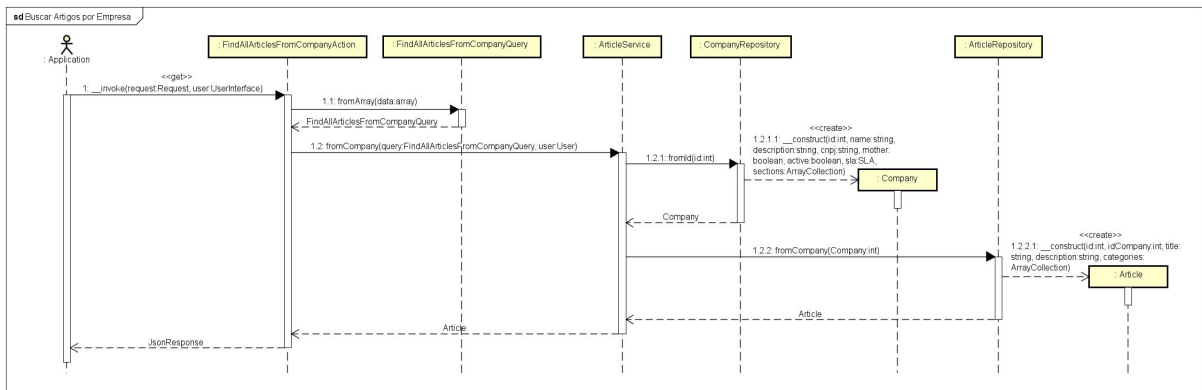 sd Buscar Artigos por Empresa
: Application
: FindAllArticlesFromCompanyAction
: FindAllArticlesFromCompanyQuery
: ArticleService
: CompanyRepository
: ArticleRepository
<<get>>
1: __invoke(request:Request, user:UserInterface)
1.1: fromArray(data:array)
FindAllArticlesFromCompanyQuery
1.2: fromCompany(query:FindAllArticlesFromCompanyQuery, user:User)
1.2.1: fromId(id:int)
<<create>>
1.2.1.1: __construct(id:int, name:string,
description:string, cnpj:string, mother:
boolean, active:boolean, sla:SLA,
sections:ArrayCollection)
: Company
Company
1.2.2: fromCompany(Company:int)
<<create>>
1.2.2.1: __construct(id:int, idCompany:int, title:
string, description:string, categories:
ArrayCollection)
: Article
Article
Article
JsonResponse